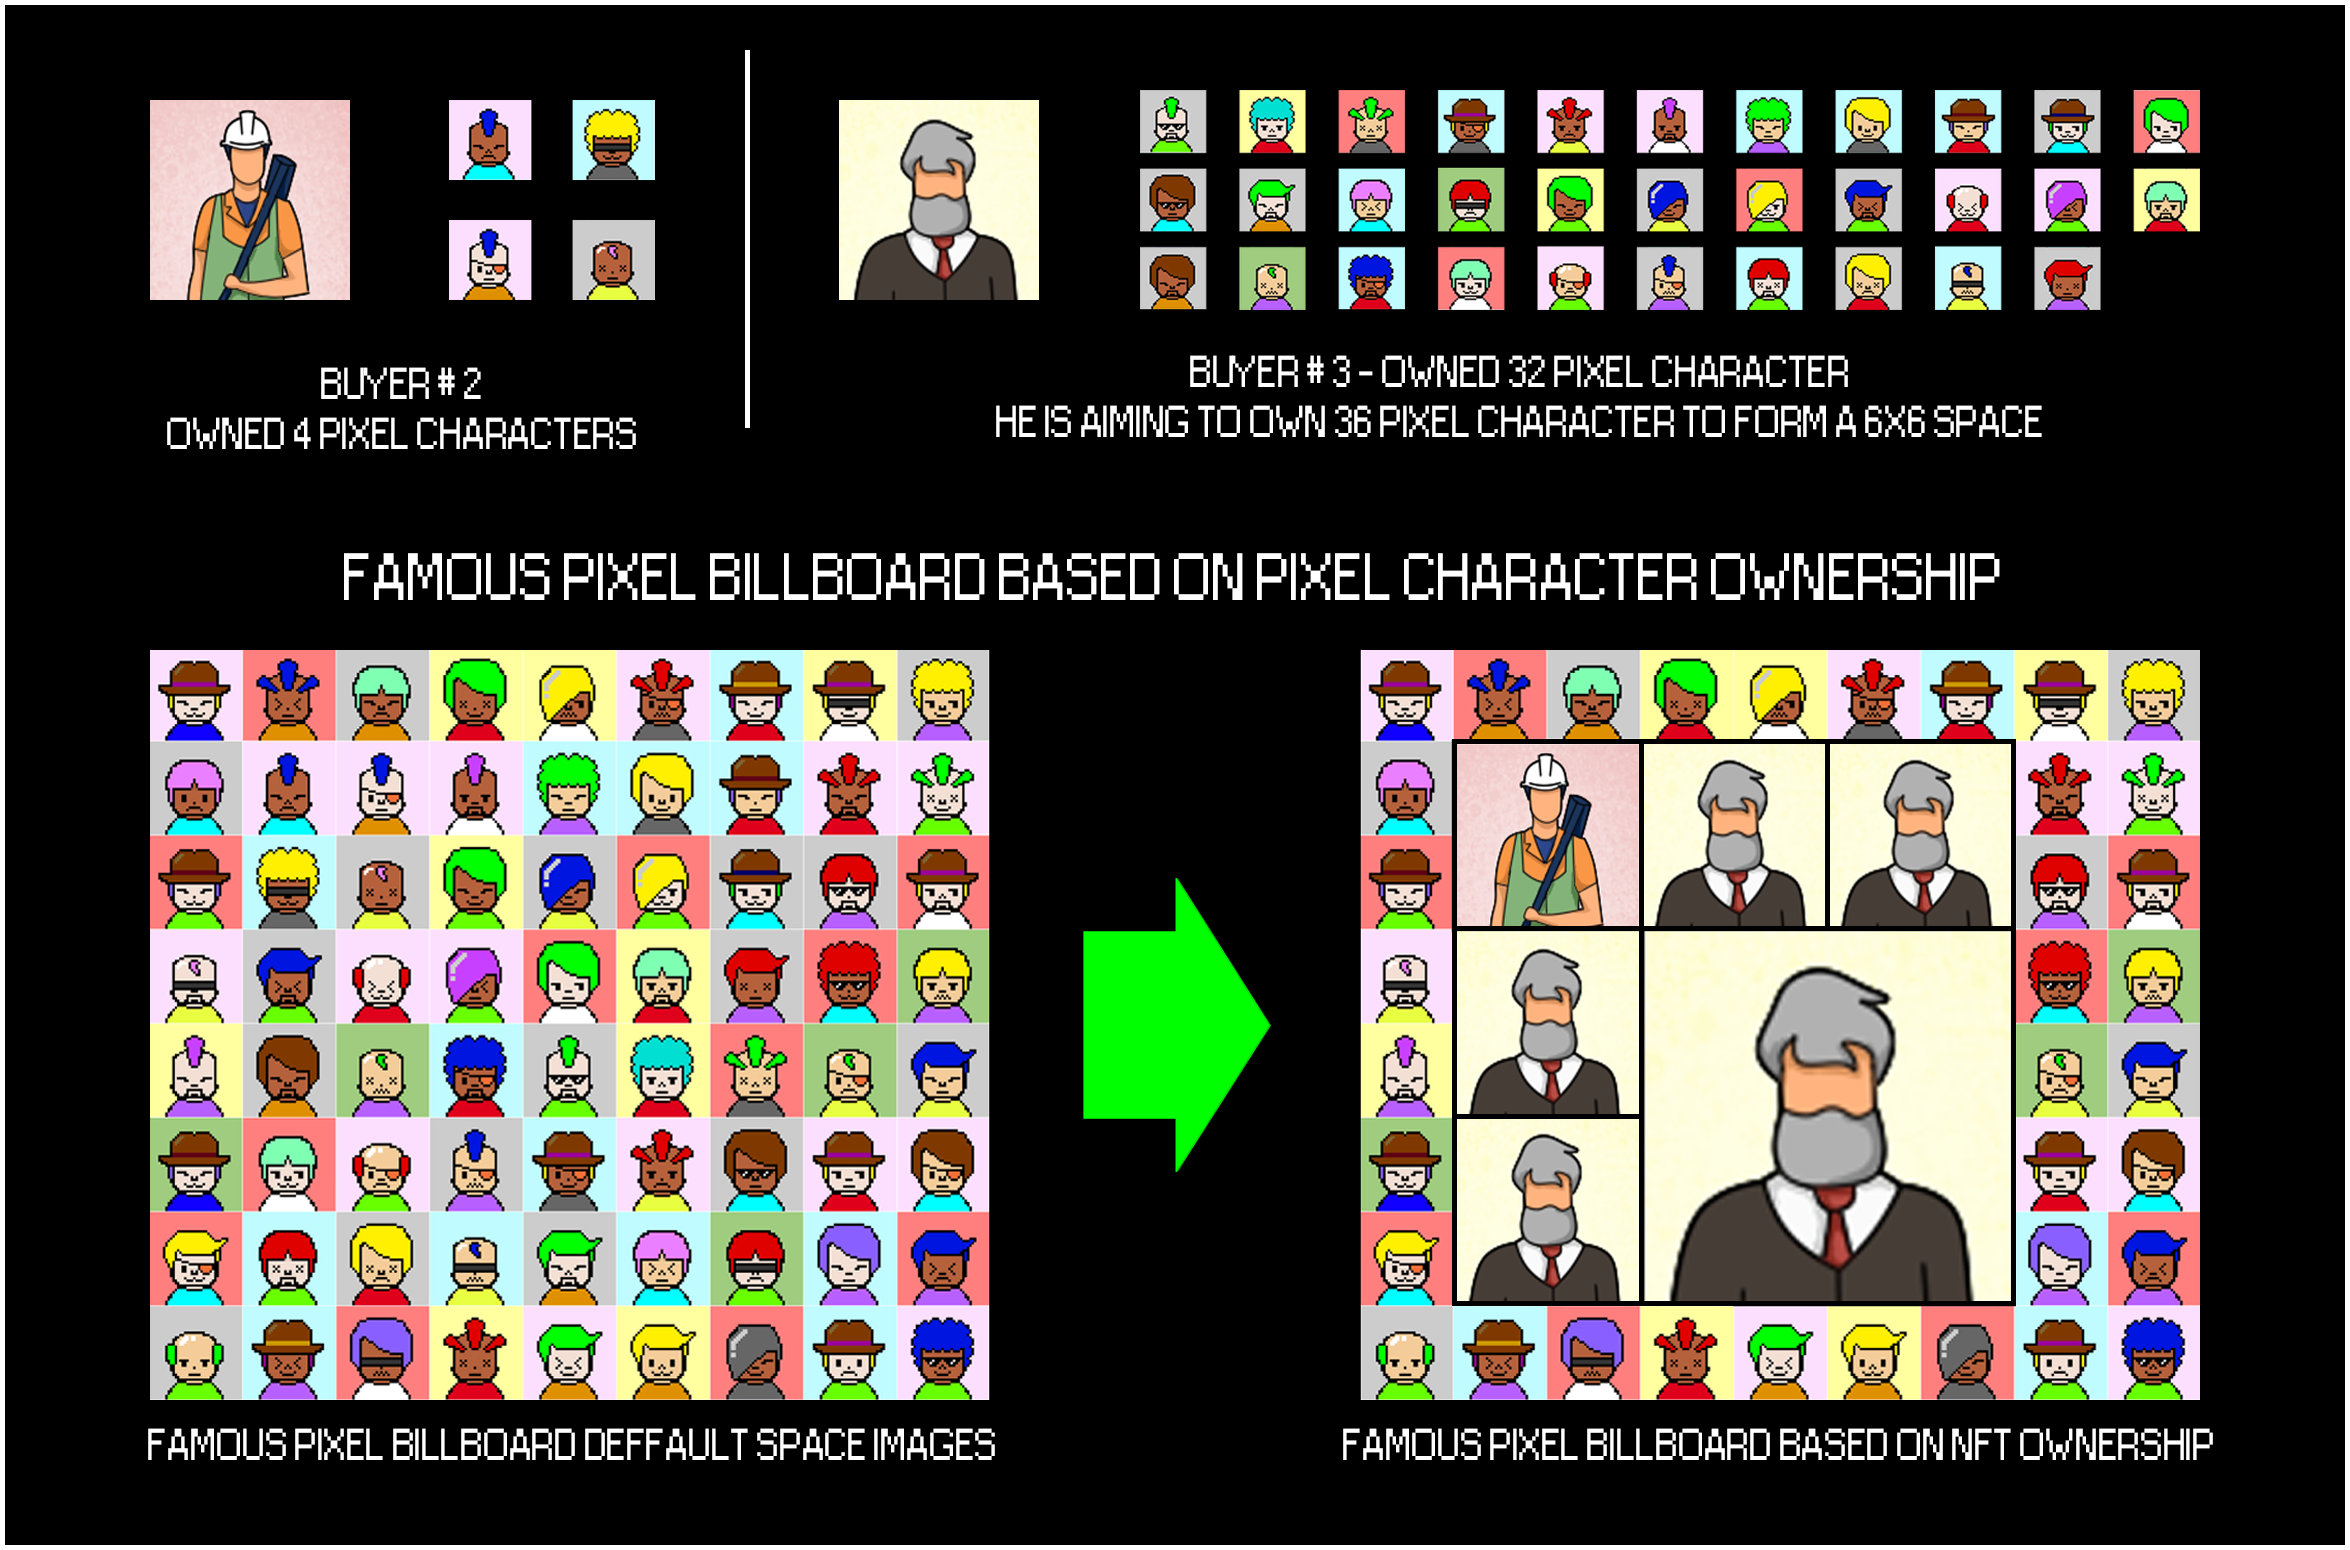 BUYER # 2
OWNED 4 PIXEL CHARACTERS
BUYER # 3 - OWNED 32 PIXEL CHARACTER
HE IS AIMING TO OWN 36 PIXEL CHARACTER TO FORM A 6X6 SPACE
FAMOUS PIXEL BILLBOARD BASED ON PIXEL CHARACTER OWNERSHIP
FAMOUS PIXEL BILLBOARD DEFFAULT SPACE IMAGES
FAMOUS PIXEL BILLBOARD BASED ON NFT OWNERSHIP